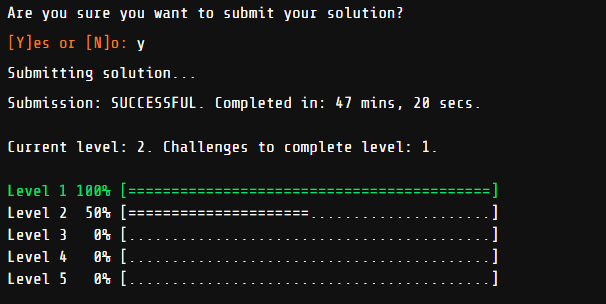 Are you sure you want to submit your solution?
[Y]es or [N]o: y
Submitting solution...
Submission: SUCCESSFUL. Completed in: 47 mins, 20 secs.
Current level: 2. Challenges to complete level: 1.
Level 1 100% [==========================================]
Level 2  50% [=====================.....................]
Level 3   0% [..........................................]
Level 4   0% [..........................................]
Level 5   0% [..........................................]